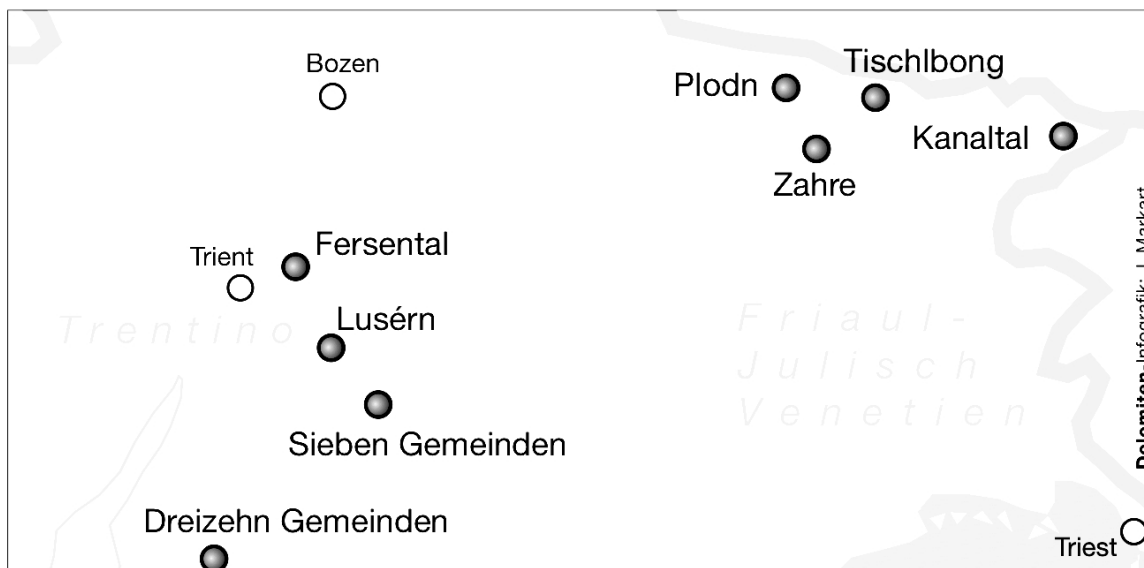 Bozen
Plodn
Tischlbong
Kanaltal
Zahre
Fersental
Trient
Lusérn
Trentino
Friaul-
Julisch
Venetien
Sieben Gemeinden
Dreizehn Gemeinden
Triest
Dolomiten-Infografik: J. Markart